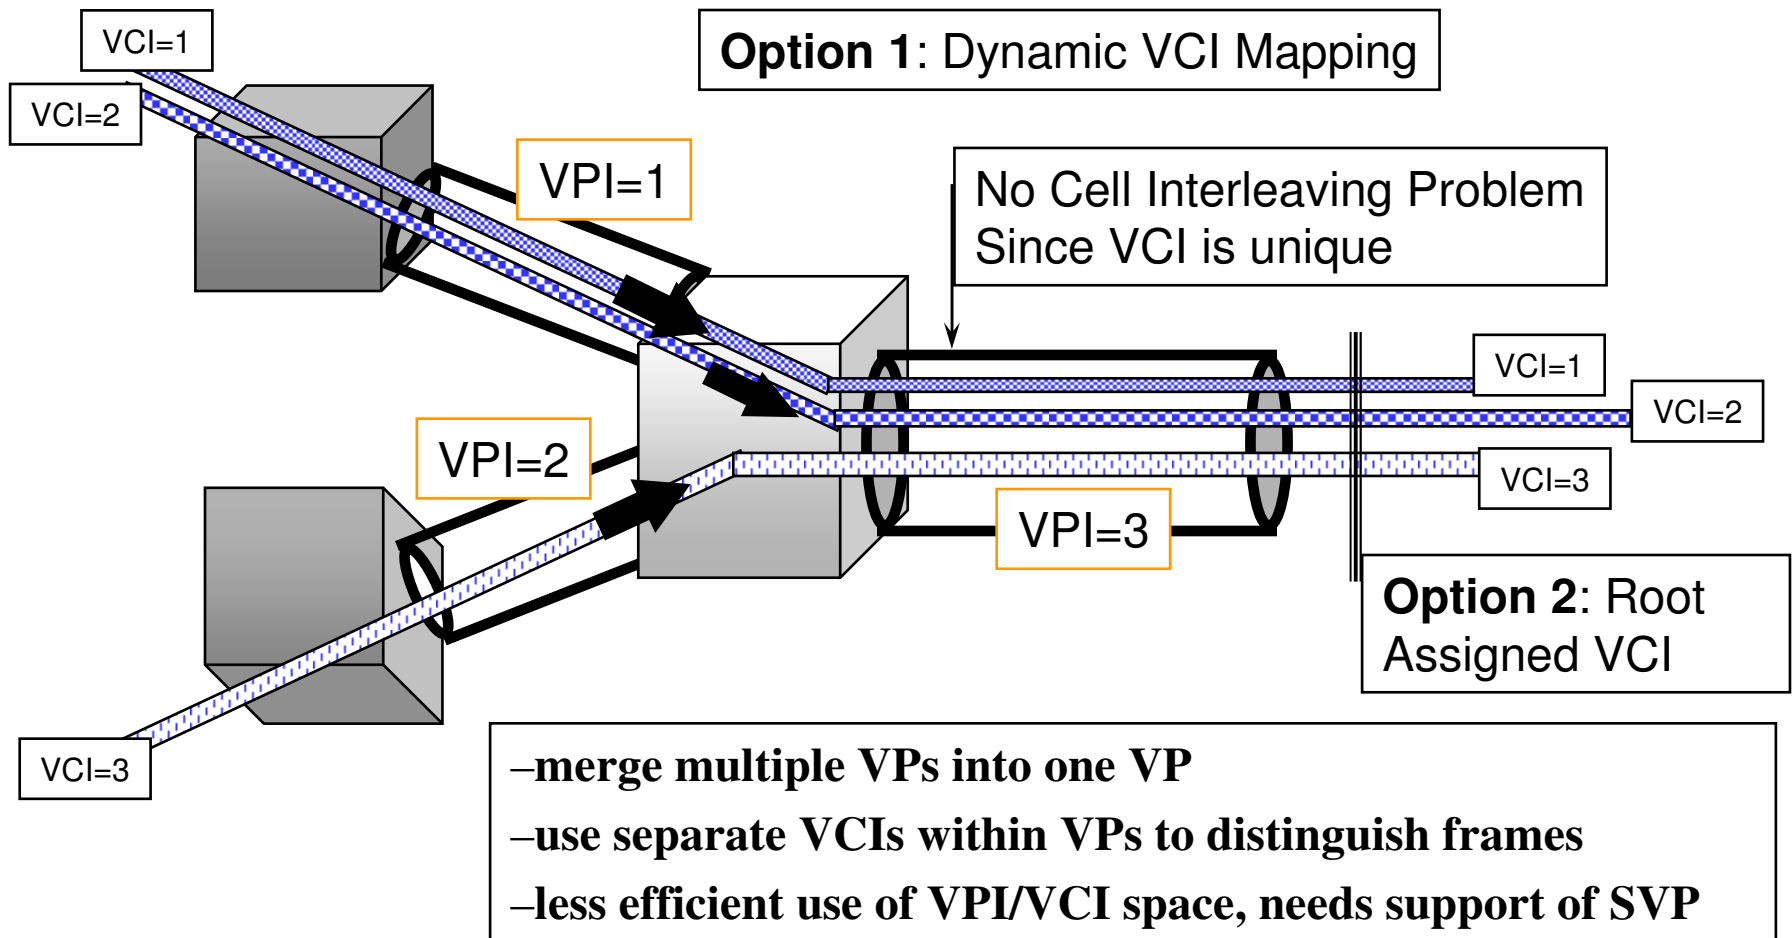 VCI=1
Option 1: Dynamic VCI Mapping
VCI=2
VPI=1
No Cell Interleaving Problem
Since VCI is unique
VCI=1
VCI=2
VPI=2
VCI=3
VPI=3
Option 2: Root
Assigned VCI
VCI=3
–merge multiple VPs into one VP
–use separate VCIs within VPs to distinguish frames
–less efficient use of VPI/VCI space, needs support of SVP